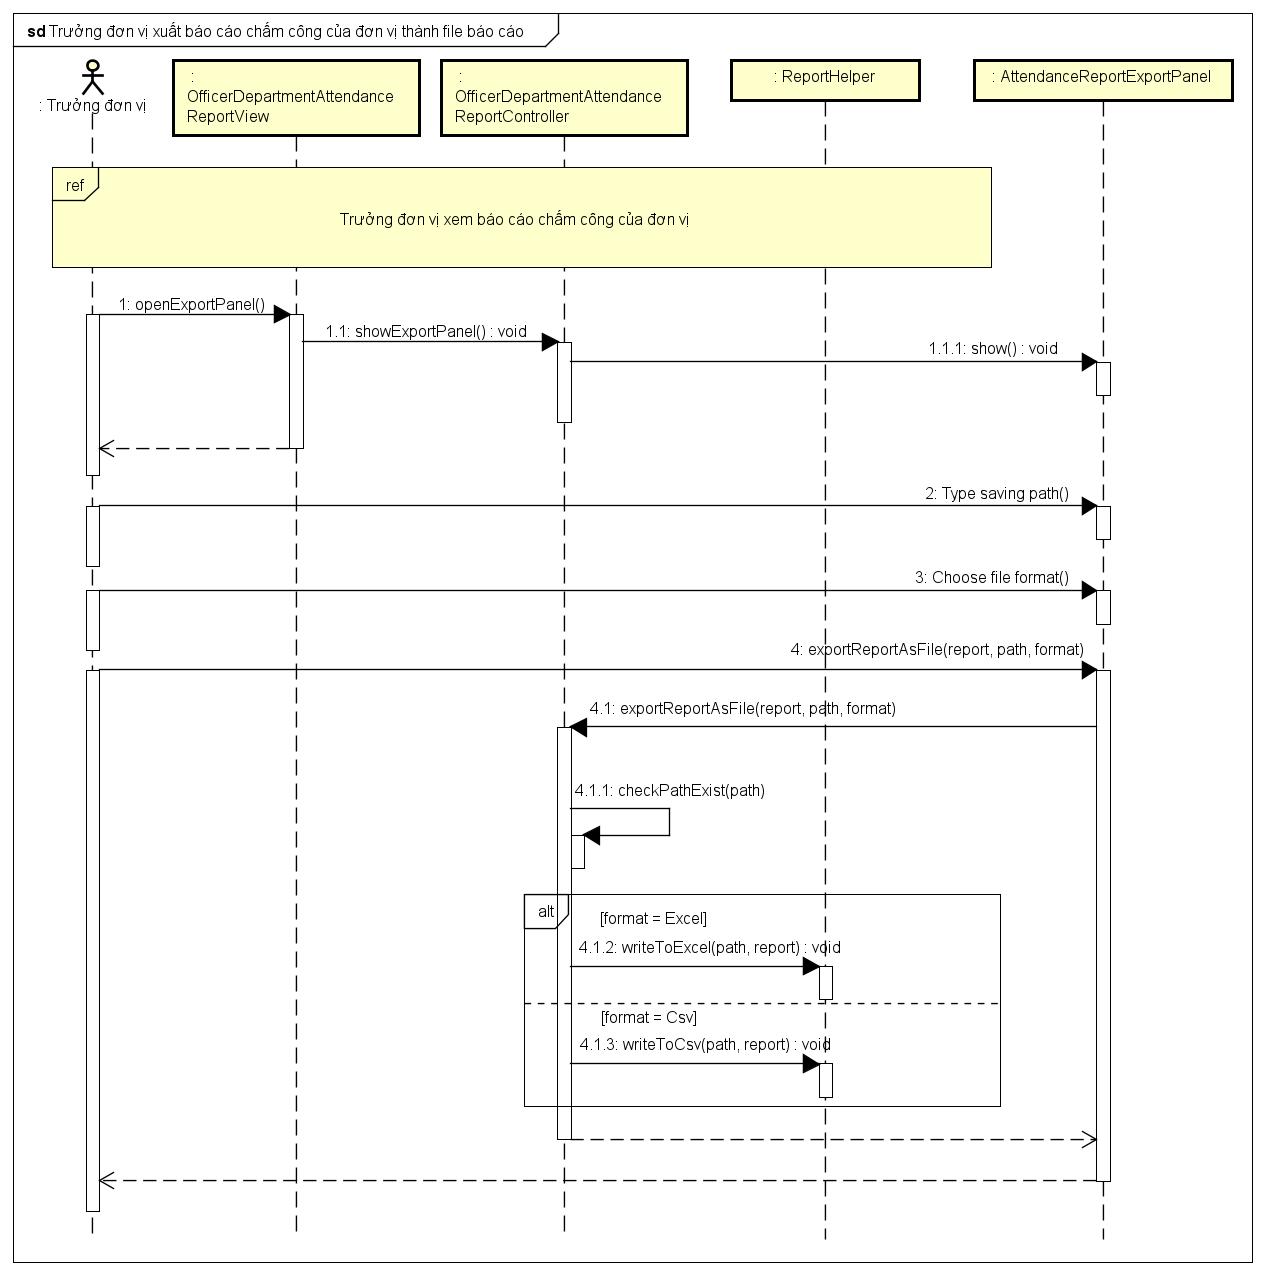 sd Trưởng đơn vị xuất báo cáo chấm công của đơn vị thành file báo cáo
: Trưởng đơn vị
:
OfficerDepartmentAttendance
ReportView
:
OfficerDepartmentAttendance
ReportController
: ReportHelper
: AttendanceReportExportPanel
ref
Trưởng đơn vị xem báo cáo chấm công của đơn vị
1: openExportPanel()
1.1: showExportPanel() : void
1.1.1: show() : void
2: Type saving path()
3: Choose file format()
4: exportReportAsFile(report, path, format)
4.1: exportReportAsFile(report, path, format)
4.1.1: checkPathExist(path)
alt
[format = Excel]
4.1.2: writeToExcel(path, report) : void
[format = Csv]
4.1.3: writeToCsv(path, report) : void